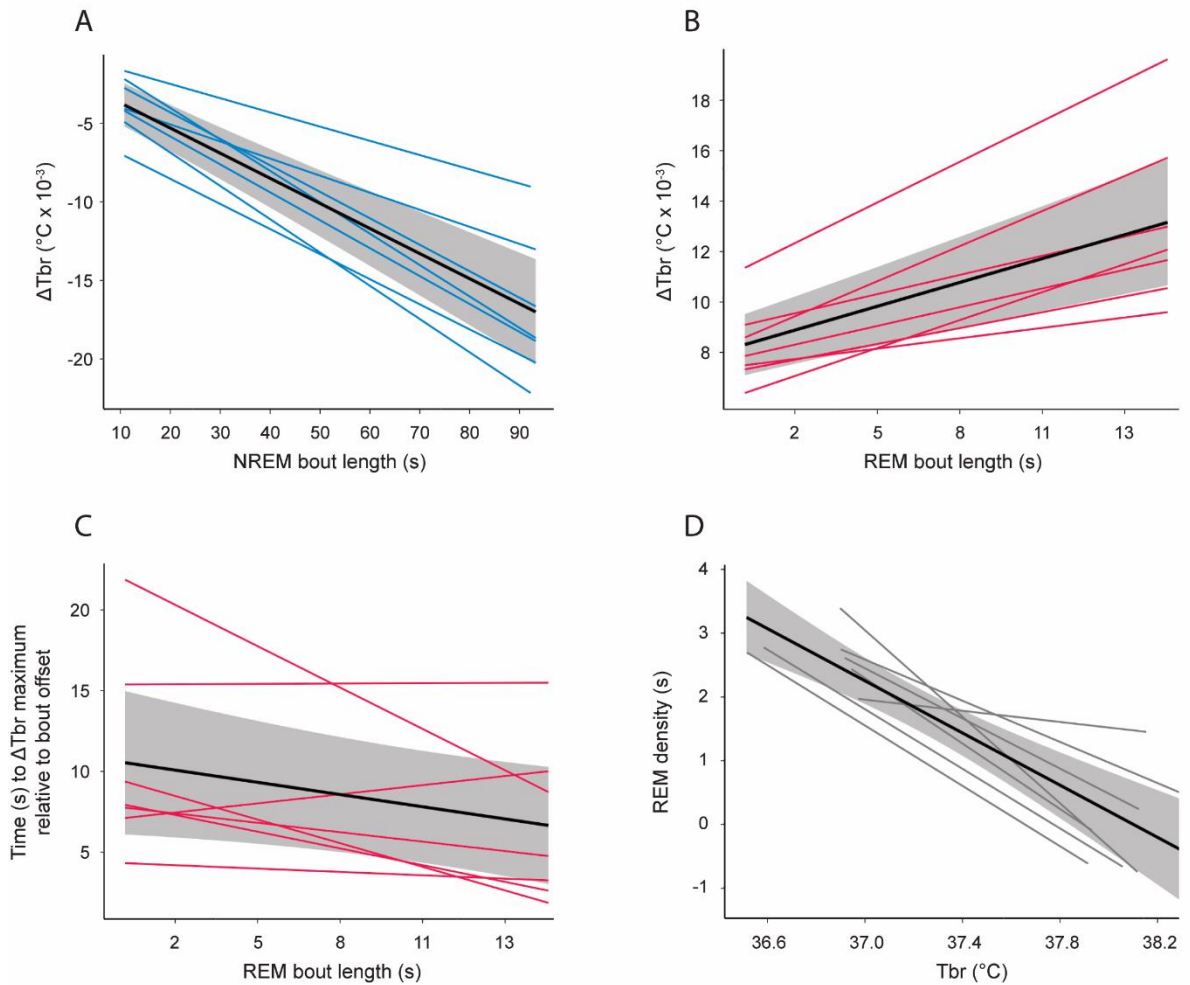 A
-5
-10
-15
-20
ΔTbr (°C x 10⁻³)
10 20 30 40 50 60 70 80 90
NREM bout length (s)
B
18
16
14
12
10
8
ΔTbr (°C x 10⁻³)
2 5 8 11 13
REM bout length (s)
C
20
15
10
5
Time (s) to ΔTbr maximum
relative to bout offset
2 5 8 11 13
REM bout length (s)
D
4
3
2
1
0
-1
REM density (s)
36.6 37.0 37.4 37.8 38.2
Tbr (°C)